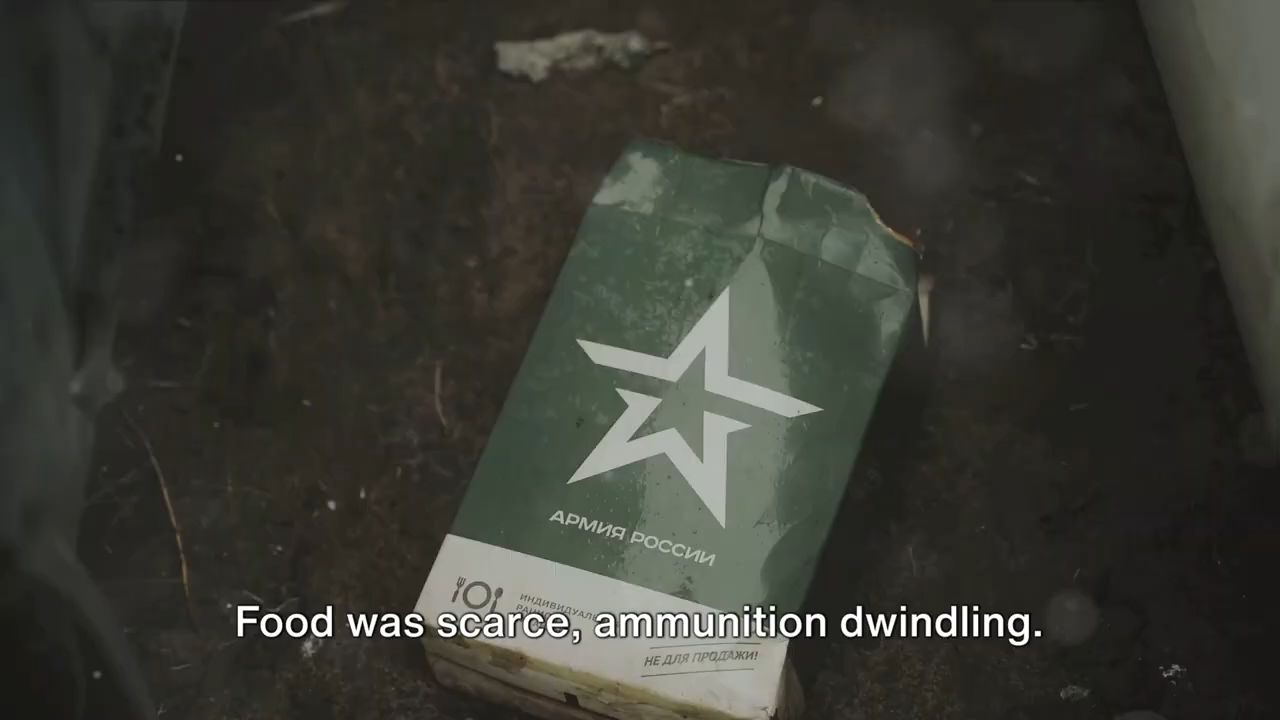 АРМИЯ РОССИИ
НЕ ДЛЯ ПРОДАЖИ!
Food was scarce, ammunition dwindling.